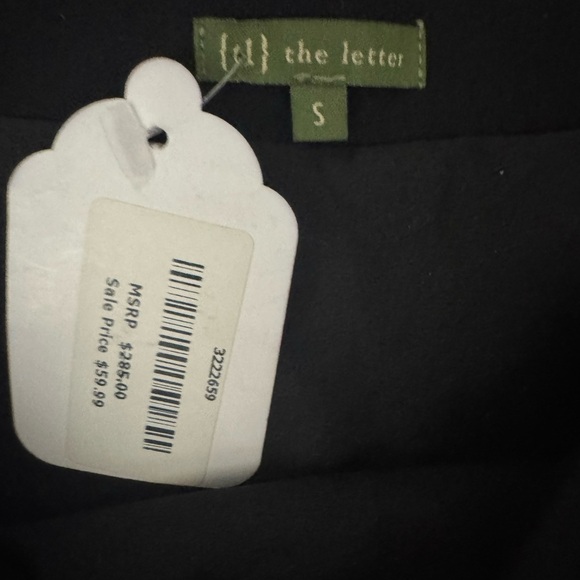 {tl} the letter
S
3222659
MSRP $285.00
Sale Price $59.99